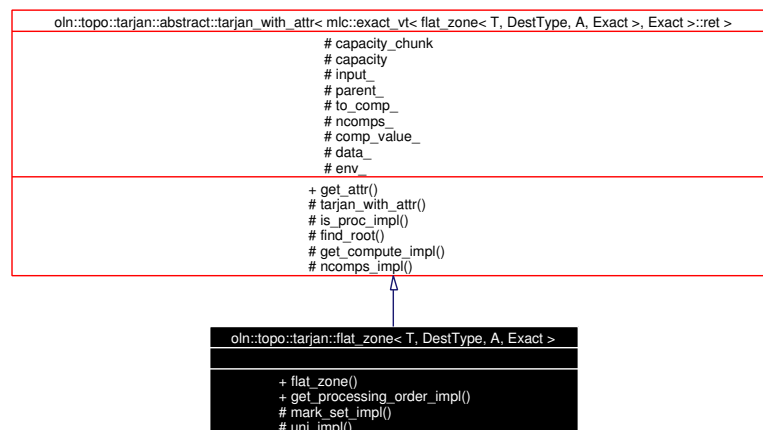 oln::topo::tarjan::abstract::tarjan_with_attr< mlc::exact_vt< flat_zone< T, DestType, A, Exact >, Exact >::ret >
# capacity_chunk
# capacity
# input_
# parent_
# to_comp_
# ncomps_
# comp_value_
# data_
# env_
+ get_attr()
# tarjan_with_attr()
# is_proc_impl()
# find_root()
# get_compute_impl()
# ncomps_impl()
oln::topo::tarjan::flat_zone< T, DestType, A, Exact >
+ flat_zone()
+ get_processing_order_impl()
# mark_set_impl()
# uni_impl()